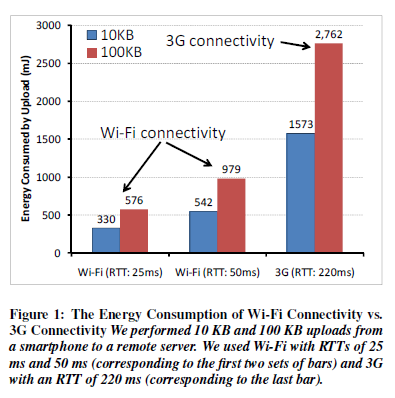 3000
2500
2000
1500
1000
500
0
Energy Consumed by Upload (mJ)
10KB
100KB
3G connectivity
2,762
Wi-Fi connectivity
1573
979
330
576
542
Wi-Fi (RTT: 25ms)
Wi-Fi (RTT: 50ms)
3G (RTT: 220ms)
Figure 1: The Energy Consumption of Wi-Fi Connectivity vs.
3G Connectivity We performed 10 KB and 100 KB uploads from
a smartphone to a remote server. We used Wi-Fi with RTTs of 25
ms and 50 ms (corresponding to the first two sets of bars) and 3G
with an RTT of 220 ms (corresponding to the last bar).